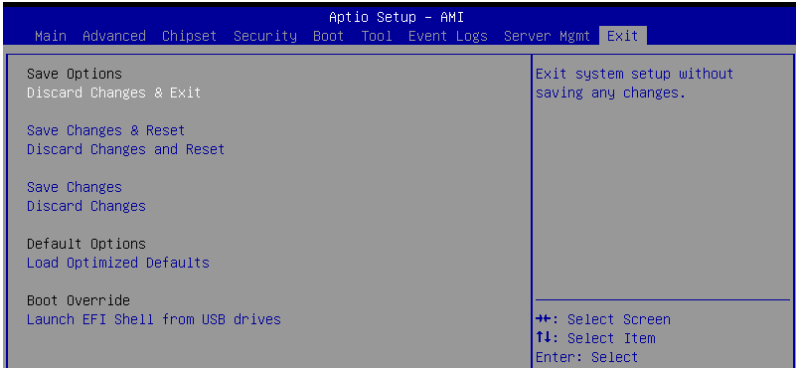 Aptio Setup – AMI
Main Advanced Chipset Security Boot Tool Event Logs Server Mgmt Exit
Save Options
Discard Changes & Exit
Save Changes & Reset
Discard Changes and Reset
Save Changes
Discard Changes
Default Options
Load Optimized Defaults
Boot Override
Launch EFI Shell from USB drives
Exit system setup without
saving any changes.
→←: Select Screen
↑↓: Select Item
Enter: Select